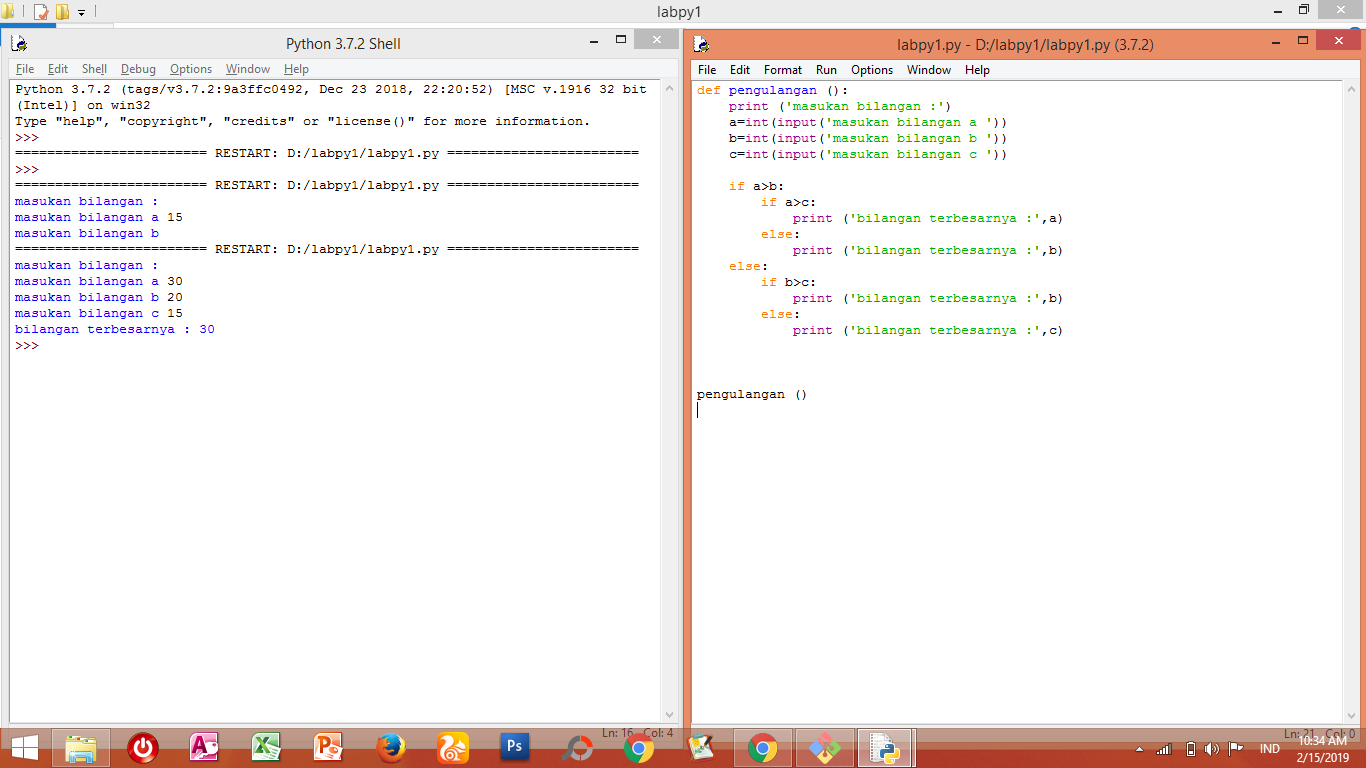 labpy1
Python 3.7.2 Shell
File Edit Shell Debug Options Window Help
Python 3.7.2 (tags/v3.7.2:9a3ffc0492, Dec 23 2018, 22:20:52) [MSC v.1916 32 bit
(Intel)] on win32
Type "help", "copyright", "credits" or "license()" for more information.
>>>
======================== RESTART: D:/labpy1/labpy1.py ========================
>>>
======================== RESTART: D:/labpy1/labpy1.py ========================
masukan bilangan :
masukan bilangan a 15
masukan bilangan b
======================== RESTART: D:/labpy1/labpy1.py ========================
masukan bilangan :
masukan bilangan a 30
masukan bilangan b 20
masukan bilangan c 15
bilangan terbesarnya : 30
>>>
Ln: 16 Col: 4
labpy1.py - D:/labpy1/labpy1.py (3.7.2)
File Edit Format Run Options Window Help
def pengulangan ():
    print ('masukan bilangan :')
    a=int(input('masukan bilangan a '))
    b=int(input('masukan bilangan b '))
    c=int(input('masukan bilangan c '))
    if a>b:
        if a>c:
            print ('bilangan terbesarnya :',a)
        else:
            print ('bilangan terbesarnya :',b)
    else:
        if b>c:
            print ('bilangan terbesarnya :',b)
        else:
            print ('bilangan terbesarnya :',c)
pengulangan ()
Ln: 21 Col: 0
Ps
IND
10:34 AM
2/15/2019